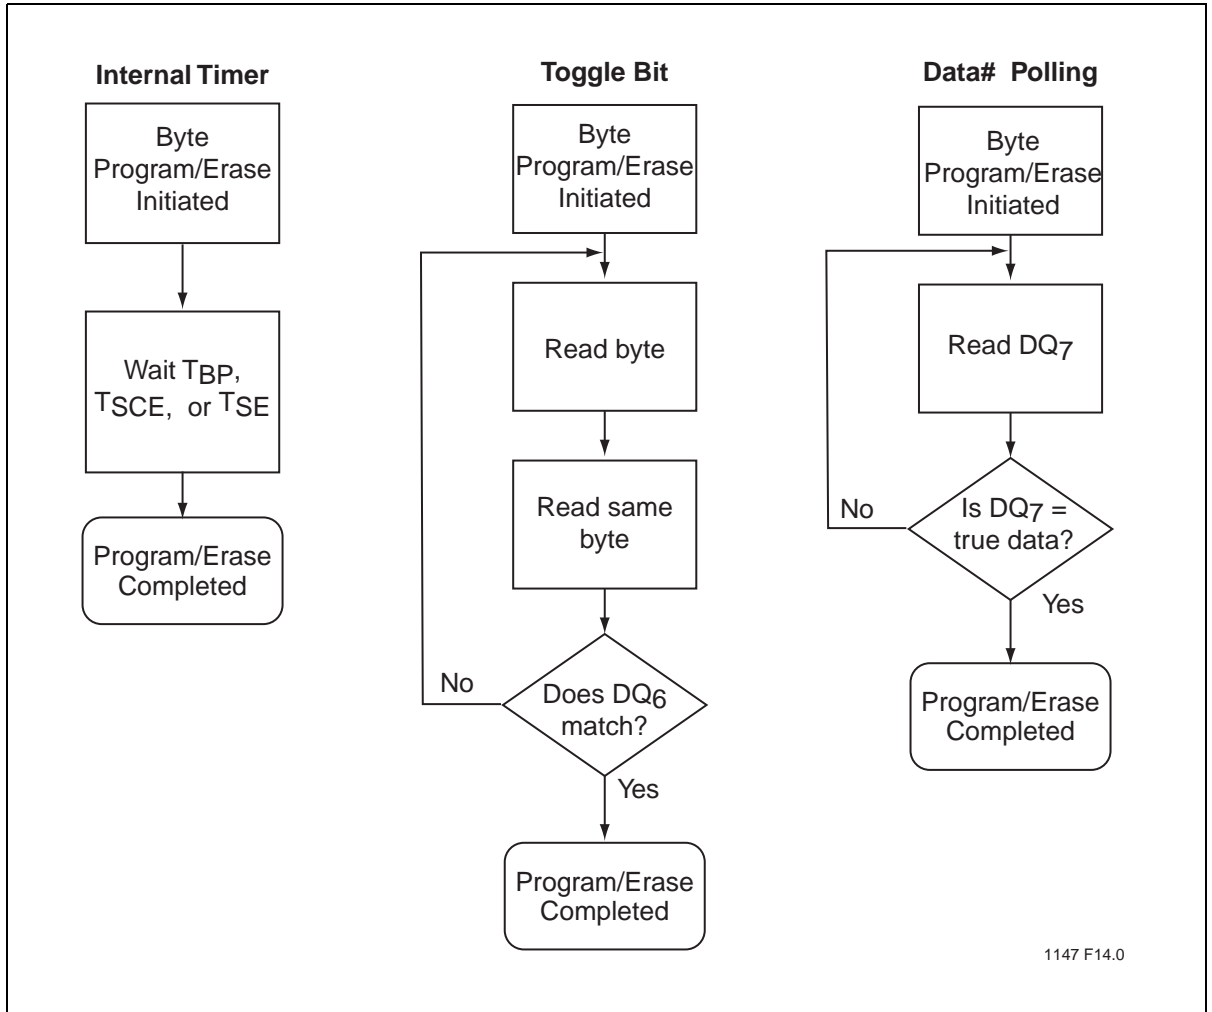 Internal Timer
Byte
Program/Erase
Initiated
Wait TBP,
TSCE, or TSE
Program/Erase
Completed
Toggle Bit
Byte
Program/Erase
Initiated
Read byte
Read same
byte
No
Does DQ6
match?
Yes
Program/Erase
Completed
Data# Polling
Byte
Program/Erase
Initiated
Read DQ7
No
Is DQ7 =
true data?
Yes
Program/Erase
Completed
1147 F14.0